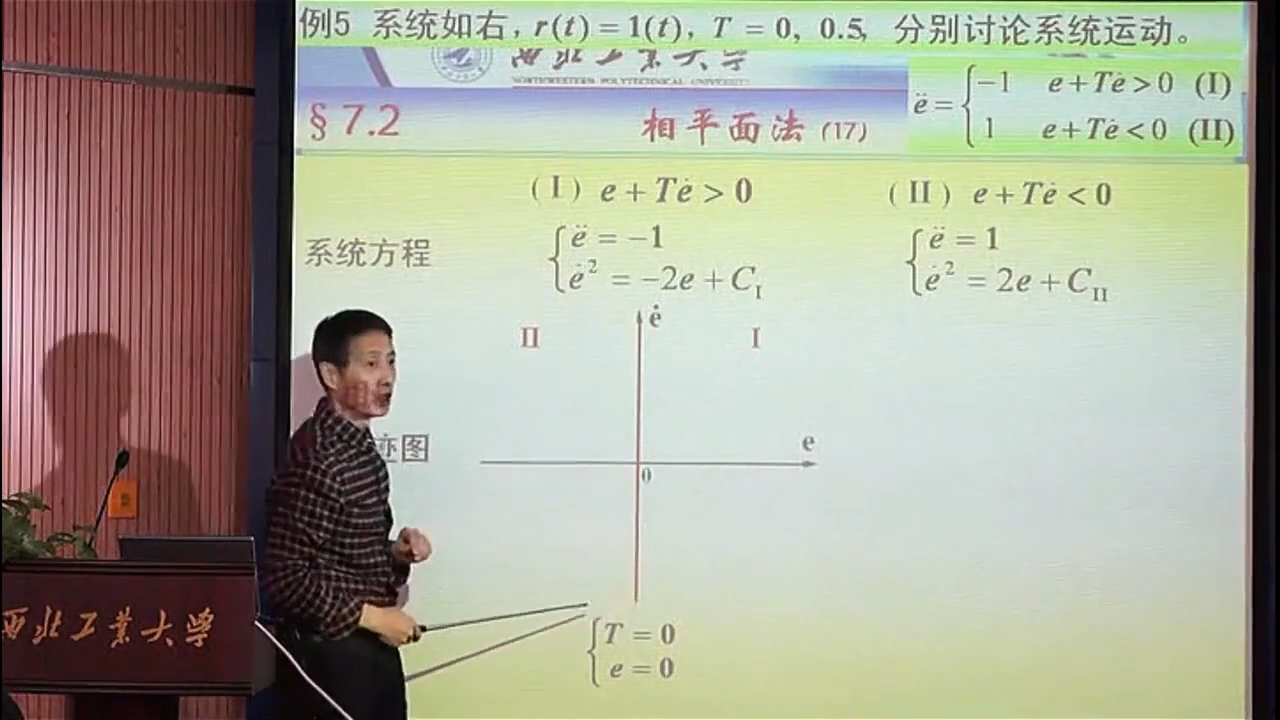 例5 系统如右, r(t) = 1(t), T = 0, 0.5, 分别讨论系统运动。
西北工业大学
NORTHWESTERN POLYTECHNICAL UNIVERSITY
§ 7.2 相平面法 (17)
ë = { −1 e + Tė > 0 (I)
1 e + Tė < 0 (II)
( I ) e + Tė > 0 ( II ) e + Tė < 0
系统方程
{ ë = −1
ė² = −2e + C_I
{ ë = 1
ė² = 2e + C_II
ė
II I
迹图
e
0
{ T = 0
e = 0
西北工业大学